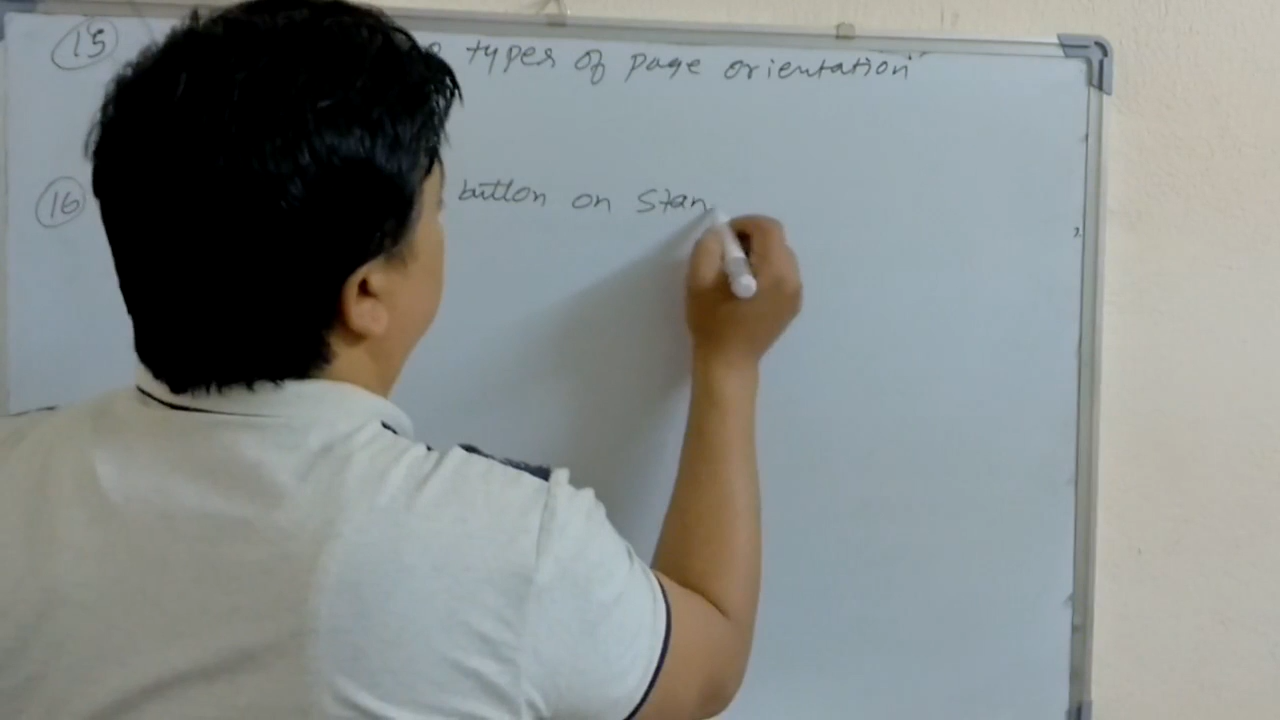 15 types of page orientation
16 button on Stan